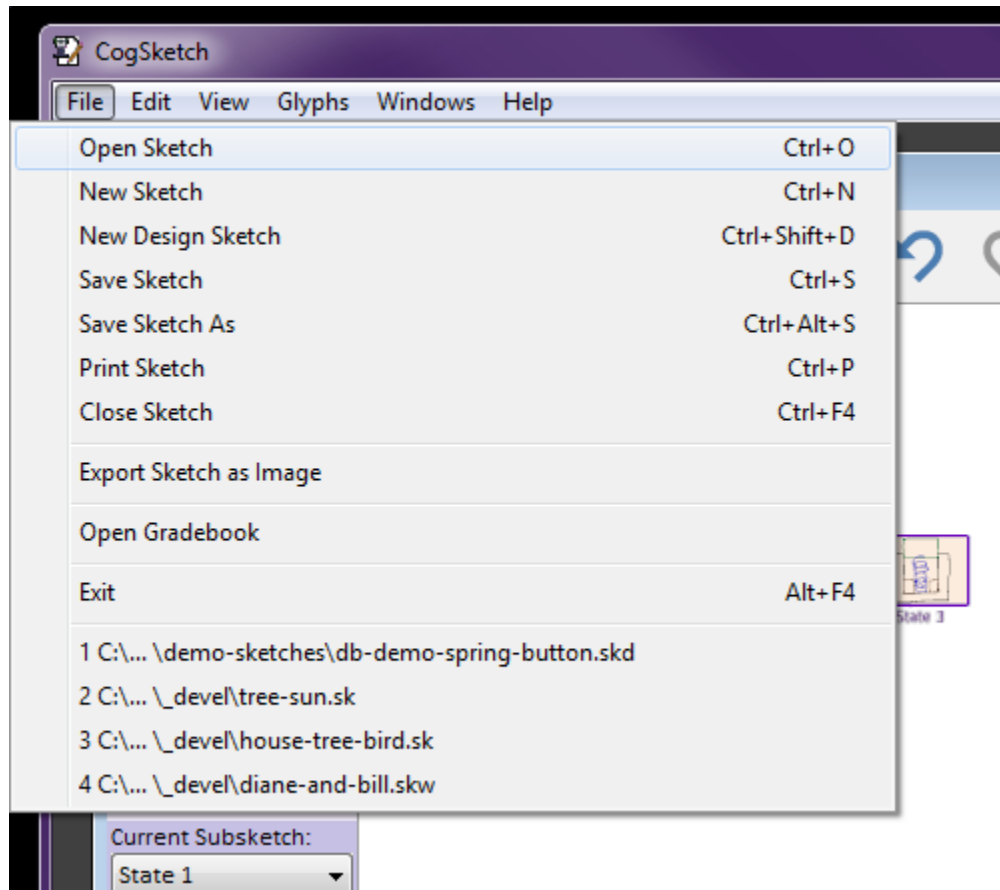 CogSketch
File Edit View Glyphs Windows Help
Open Sketch Ctrl+O
New Sketch Ctrl+N
New Design Sketch Ctrl+Shift+D
Save Sketch Ctrl+S
Save Sketch As Ctrl+Alt+S
Print Sketch Ctrl+P
Close Sketch Ctrl+F4
Export Sketch as Image
Open Gradebook
Exit Alt+F4
State 3
1 C:\... \demo-sketches\db-demo-spring-button.skd
2 C:\... \_devel\tree-sun.sk
3 C:\... \_devel\house-tree-bird.sk
4 C:\... \_devel\diane-and-bill.skw
Current Subsketch:
State 1